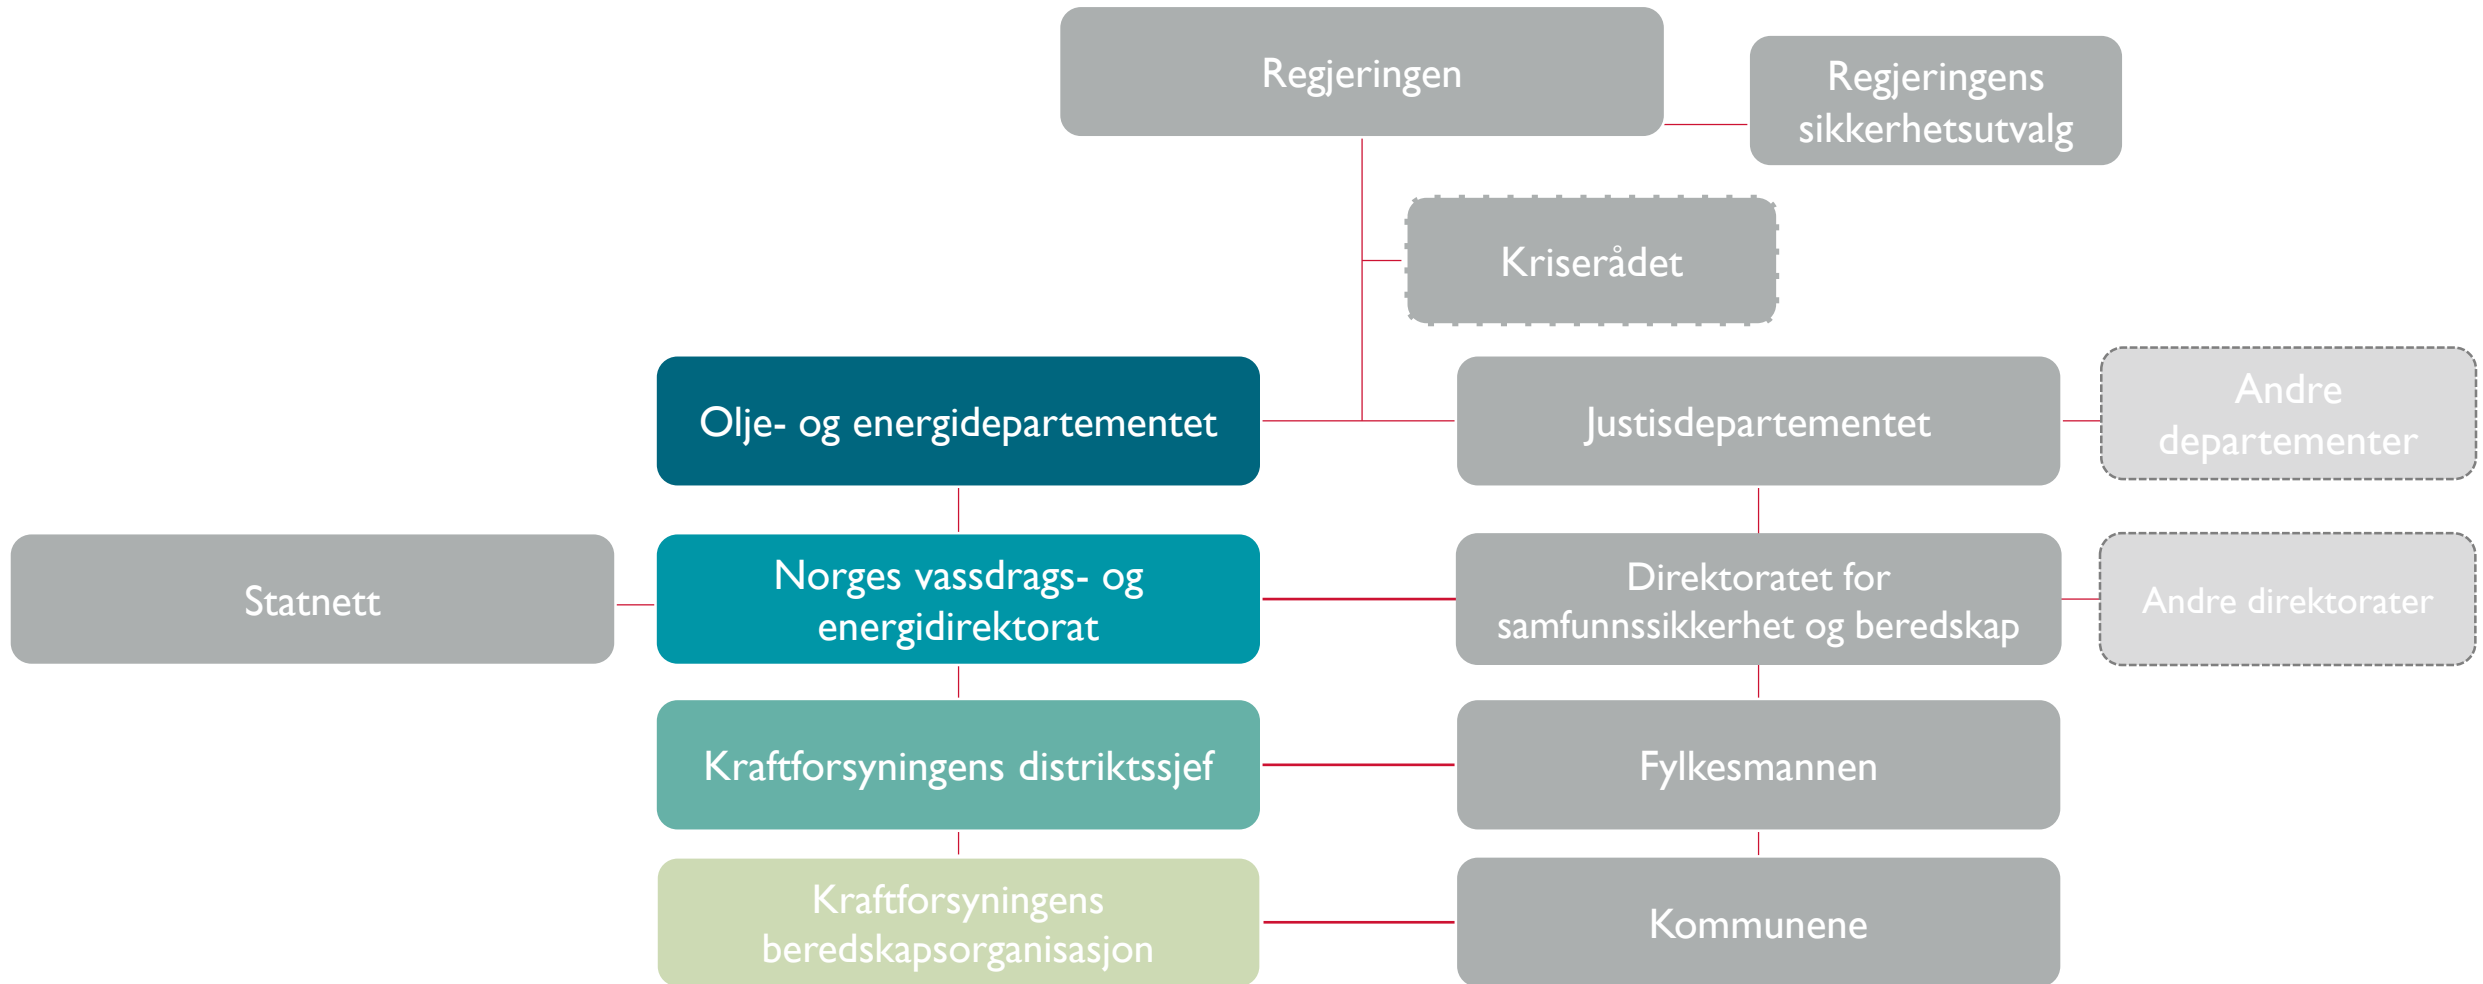 Regjeringen
Regjeringens
sikkerhetsutvalg
Kriserådet
Olje- og energidepartementet
Justisdepartementet
Andre
departementer
Statnett
Norges vassdrags- og
energidirektorat
Direktoratet for
samfunnssikkerhet og beredskap
Andre direktorater
Kraftforsyningens distriktssjef
Fylkesmannen
Kraftforsyningens
beredskapsorganisasjon
Kommunene